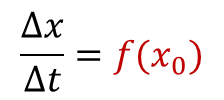 Δx/Δt = f(x₀)